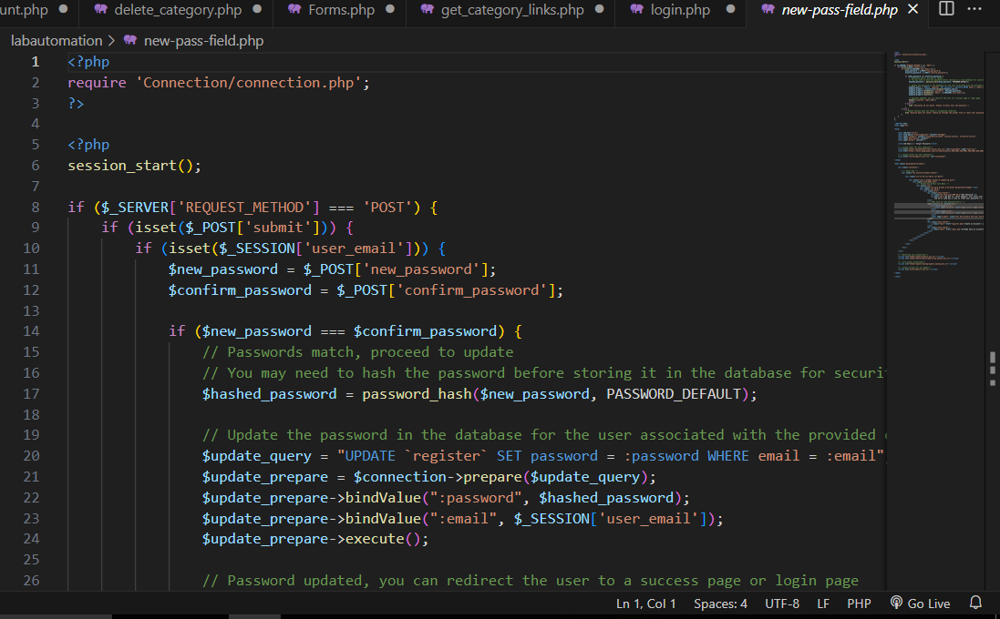 unt.php delete_category.php Forms.php get_category_links.php login.php new-pass-field.php
labautomation > new-pass-field.php
1 <?php
2 require 'Connection/connection.php';
3 ?>
4
5 <?php
6 session_start();
7
8 if ($_SERVER['REQUEST_METHOD'] === 'POST') {
9 if (isset($_POST['submit'])) {
10 if (isset($_SESSION['user_email'])) {
11 $new_password = $_POST['new_password'];
12 $confirm_password = $_POST['confirm_password'];
13
14 if ($new_password === $confirm_password) {
15 // Passwords match, proceed to update
16 // You may need to hash the password before storing it in the database for securi
17 $hashed_password = password_hash($new_password, PASSWORD_DEFAULT);
18
19 // Update the password in the database for the user associated with the provided
20 $update_query = "UPDATE `register` SET password = :password WHERE email = :email"
21 $update_prepare = $connection->prepare($update_query);
22 $update_prepare->bindValue(":password", $hashed_password);
23 $update_prepare->bindValue(":email", $_SESSION['user_email']);
24 $update_prepare->execute();
25
26 // Password updated, you can redirect the user to a success page or login page
Ln 1, Col 1 Spaces: 4 UTF-8 LF PHP Go Live